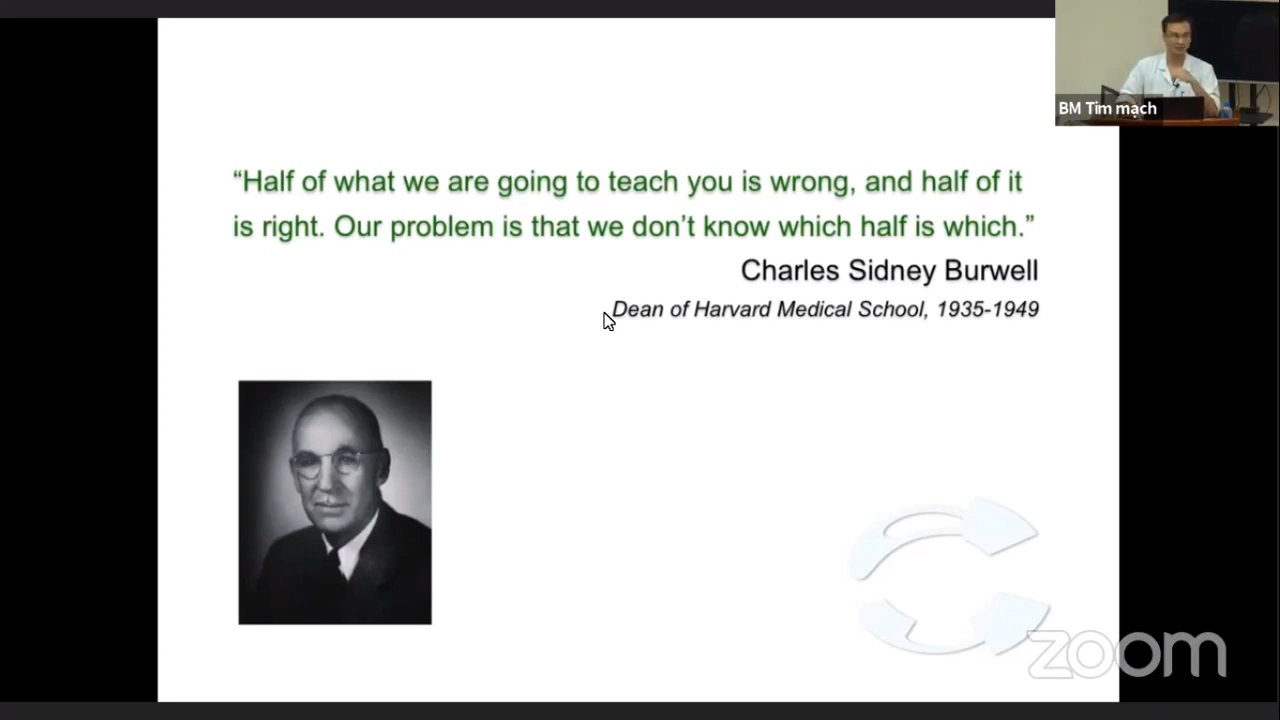 BM Tim mạch
“Half of what we are going to teach you is wrong, and half of it
is right. Our problem is that we don’t know which half is which.”
Charles Sidney Burwell
Dean of Harvard Medical School, 1935-1949
zoom